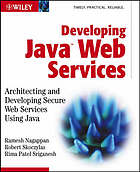 WILEY
TIMELY. PRACTICAL. RELIABLE.
Developing
Java™ Web
Services
Architecting and
Developing Secure
Web Services
Using Java
Ramesh Nagappan
Robert Skoczylas
Rima Patel Sriganesh